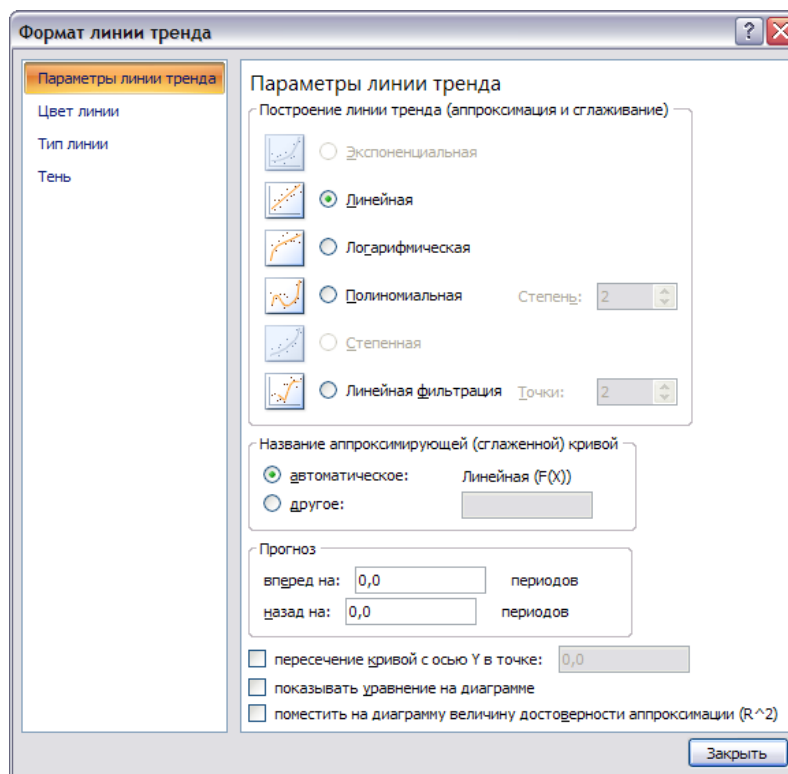 Формат линии тренда
?
Параметры линии тренда
Цвет линии
Тип линии
Тень
Параметры линии тренда
Построение линии тренда (аппроксимация и сглаживание)
Экспоненциальная
Линейная
Логарифмическая
Полиномиальная Степень: 2
Степенная
Линейная фильтрация Точки: 2
Название аппроксимирующей (сглаженной) кривой
автоматическое: Линейная (F(X))
другое:
Прогноз
вперед на: 0,0 периодов
назад на: 0,0 периодов
пересечение кривой с осью Y в точке: 0,0
показывать уравнение на диаграмме
поместить на диаграмму величину достоверности аппроксимации (R^2)
Закрыть